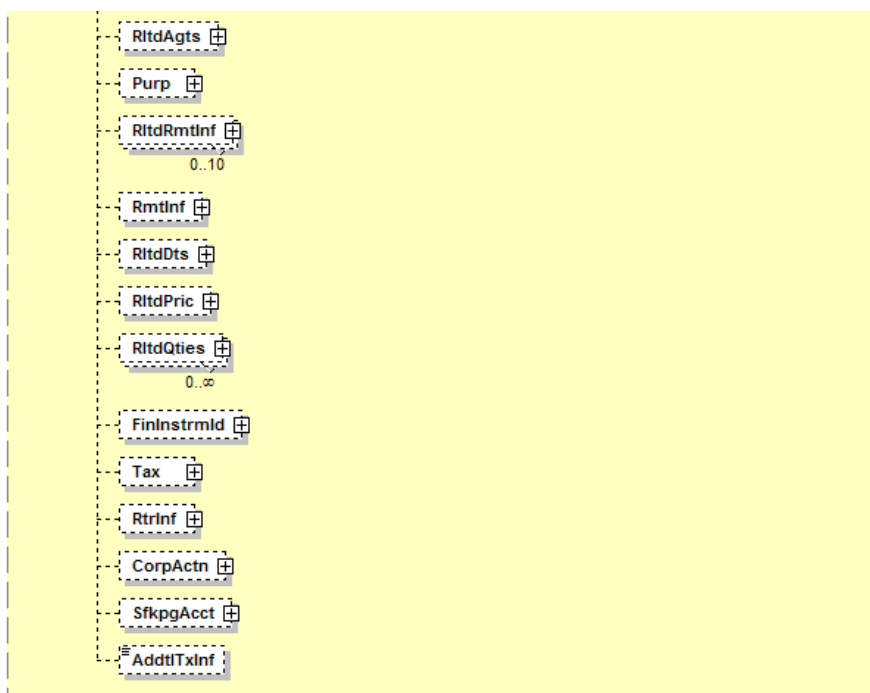 RltdAgts
Purp
RltdRmtInf
0..10
RmtInf
RltdDts
RltdPric
RltdQties
0..∞
FinInstrmId
Tax
RtrInf
CorpActn
SfkpgAcct
AddtlTxInf